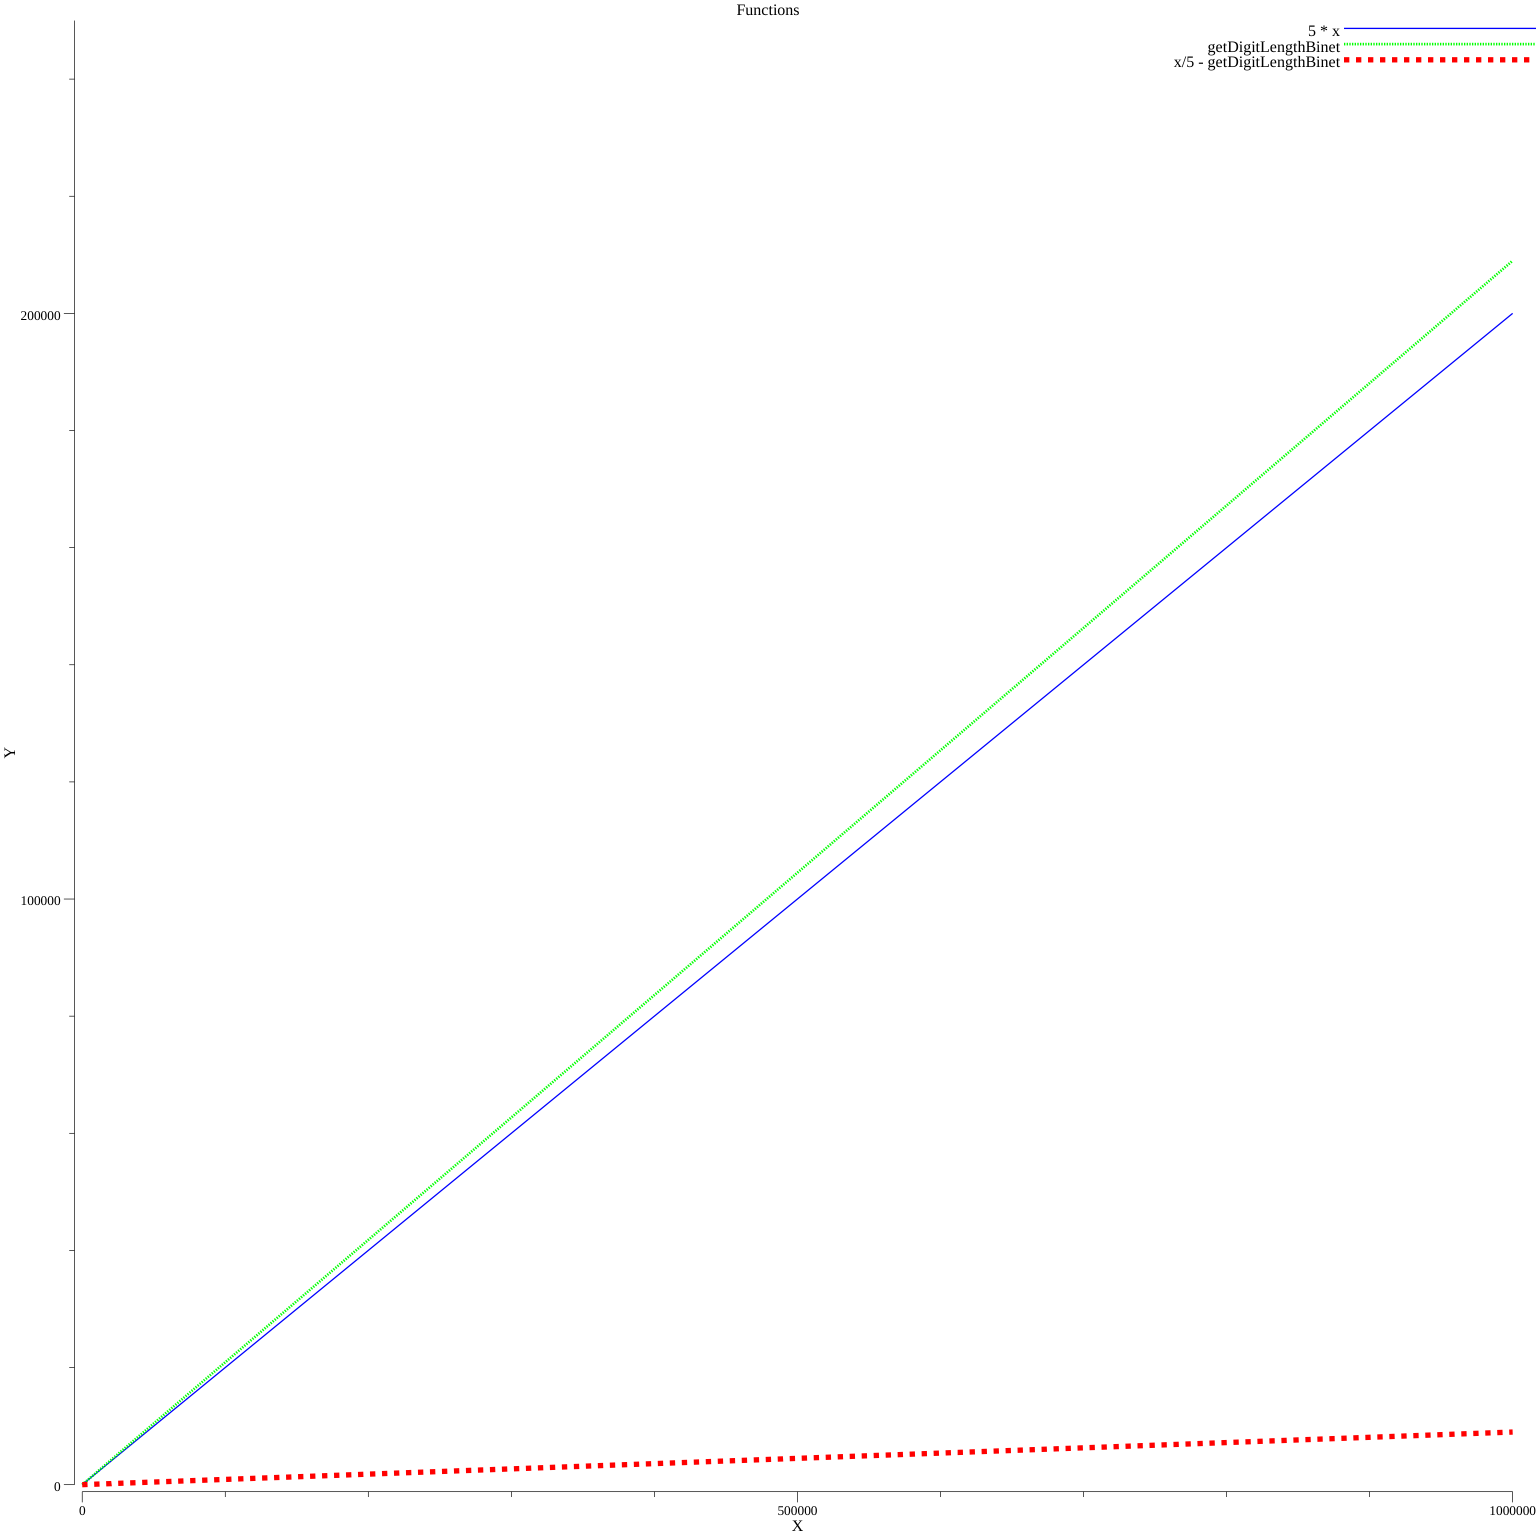 Functions
5 * x
getDigitLengthBinet
x/5 - getDigitLengthBinet
200000
100000
0
Y
0
500000
1000000
X